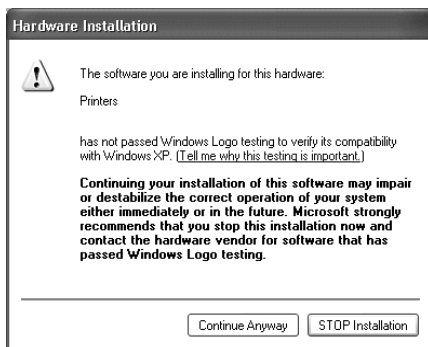 Hardware Installation
The software you are installing for this hardware:
Printers
has not passed Windows Logo testing to verify its compatibility
with Windows XP. (Tell me why this testing is important.)
Continuing your installation of this software may impair
or destabilize the correct operation of your system
either immediately or in the future. Microsoft strongly
recommends that you stop this installation now and
contact the hardware vendor for software that has
passed Windows Logo testing.
Continue Anyway
STOP Installation